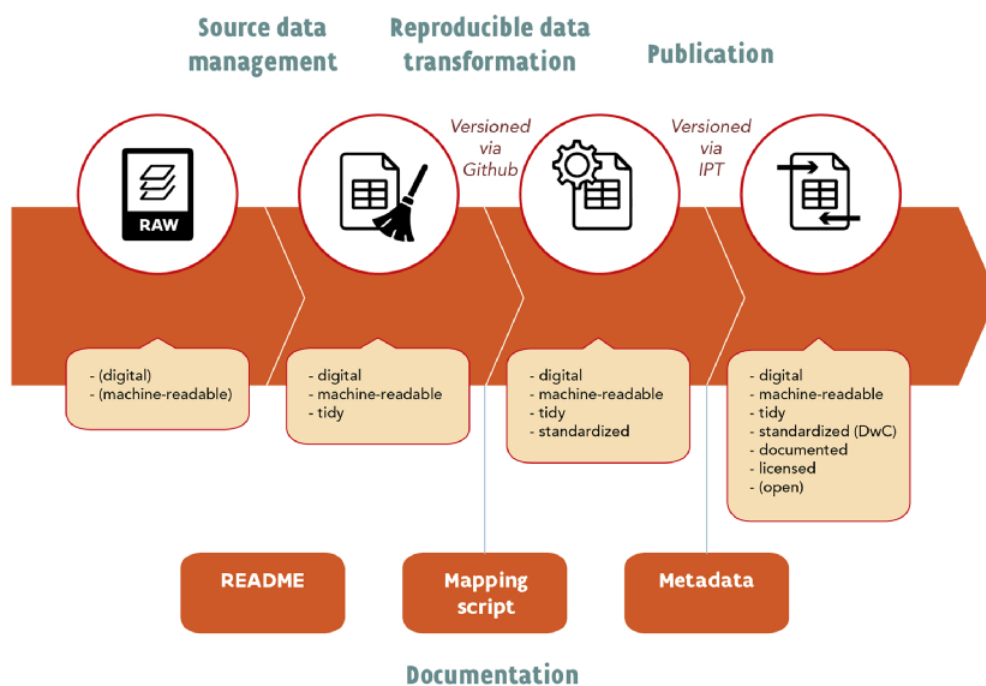 Source data
management
Reproducible data
transformation
Publication
RAW
Versioned
via
Github
Versioned
via
IPT
- (digital)
- (machine-readable)
- digital
- machine-readable
- tidy
- digital
- machine-readable
- tidy
- standardized
- digital
- machine-readable
- tidy
- standardized (DwC)
- documented
- licensed
- (open)
README
Mapping
script
Metadata
Documentation